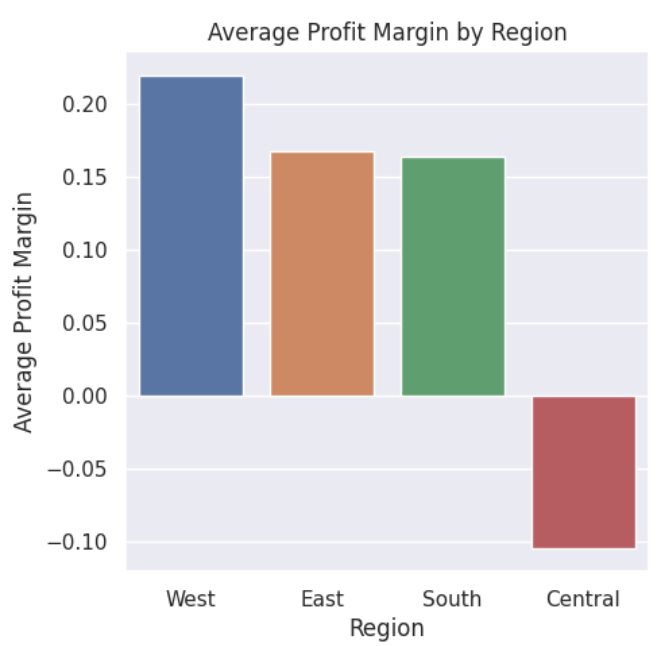 Average Profit Margin by Region
Average Profit Margin
0.20
0.15
0.10
0.05
0.00
−0.05
−0.10
West East South Central
Region